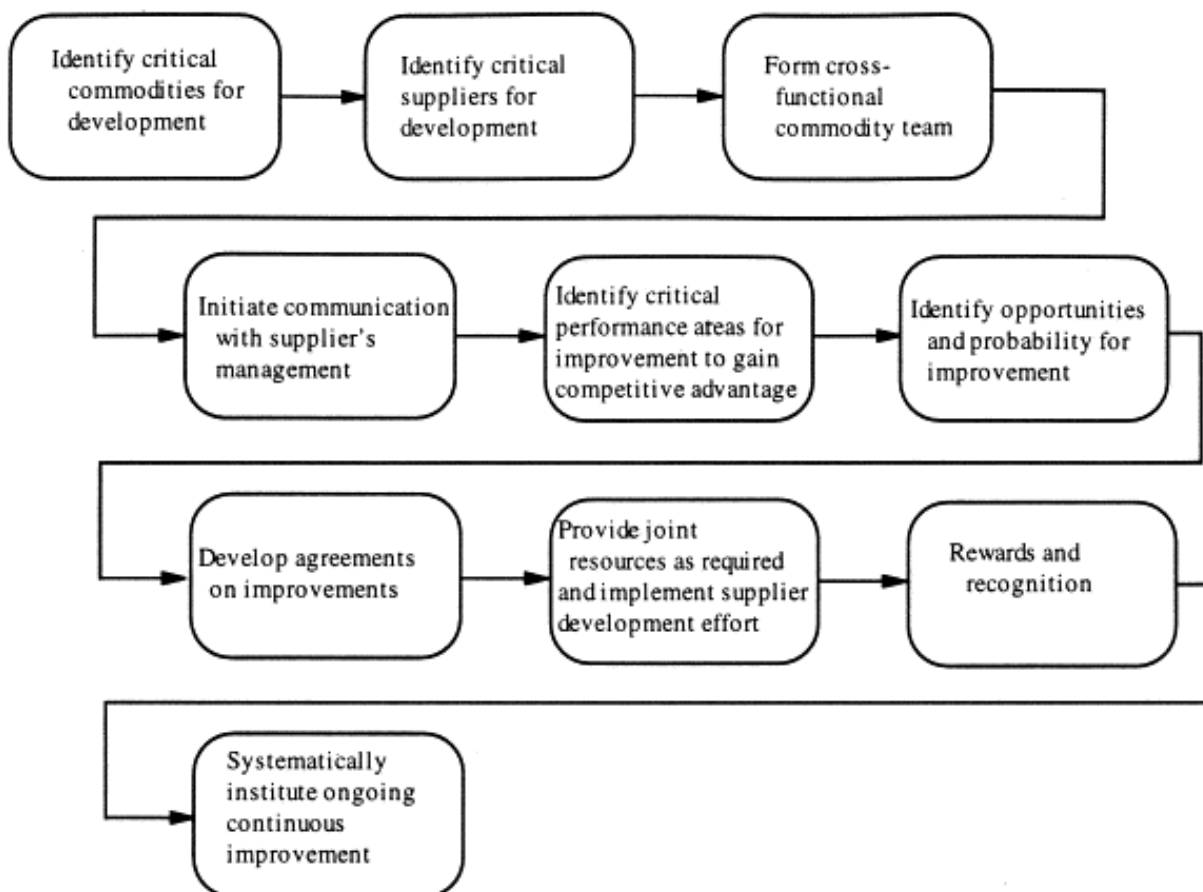 Identify critical
commodities for
development
Identify critical
suppliers for
development
Form cross-
functional
commodity team
Initiate communication
with supplier's
management
Identify critical
performance areas for
improvement to gain
competitive advantage
Identify opportunities
and probability for
improvement
Develop agreements
on improvements
Provide joint
resources as required
and implement supplier
development effort
Rewards and
recognition
Systematically
institute ongoing
continuous
improvement